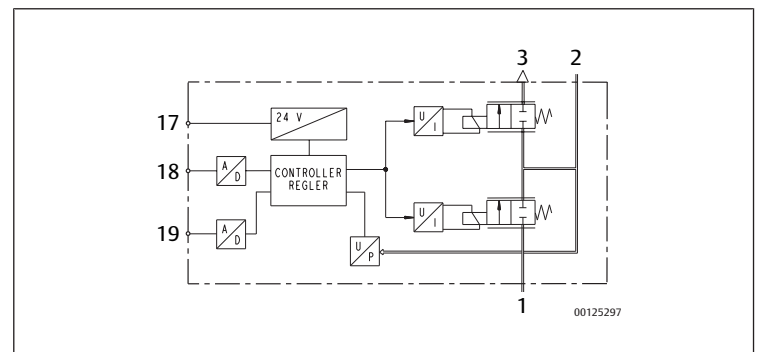 3 2
17
24 V
U
I
18
A
D
CONTROLLER
REGLER
19
A
D
U
I
U
P
1
00125297